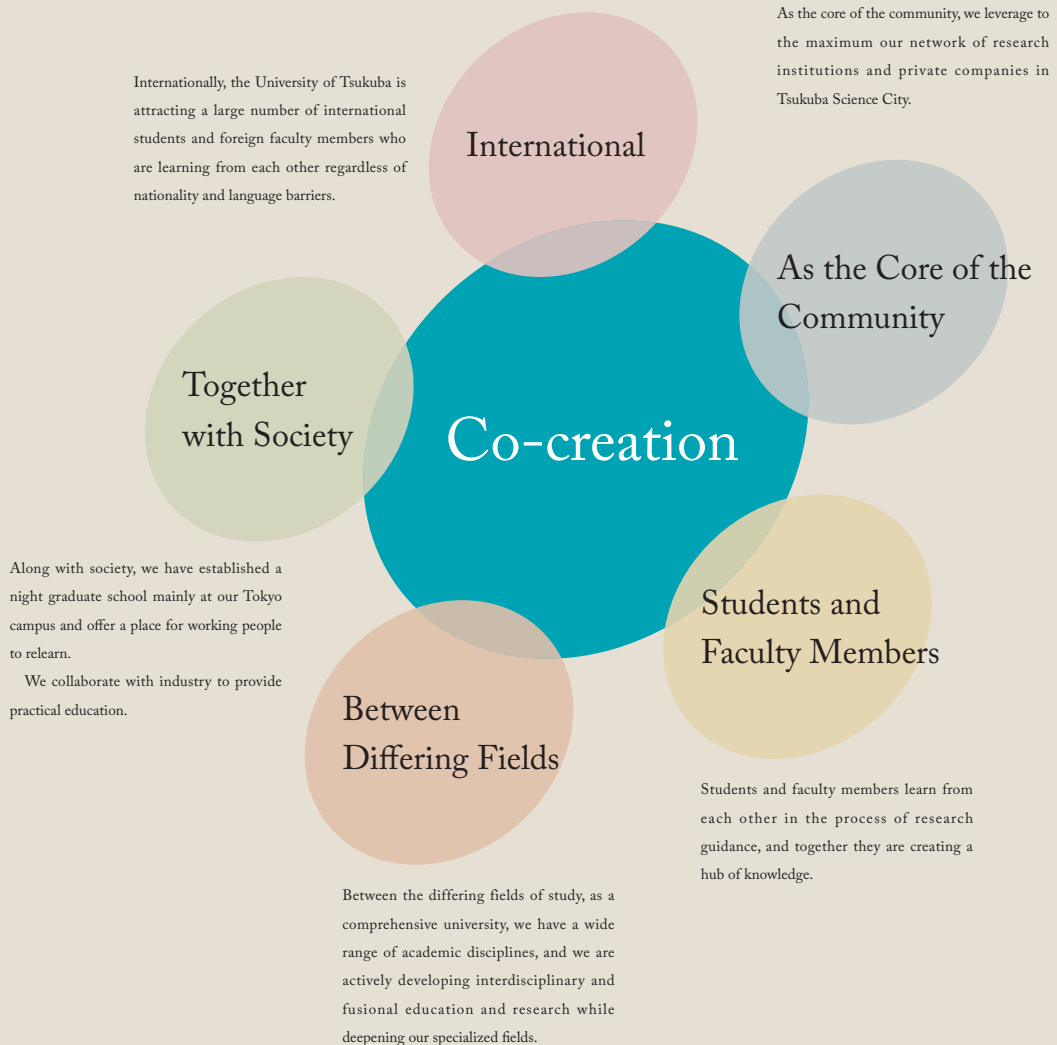 As the core of the community, we leverage to
the maximum our network of research
institutions and private companies in
Tsukuba Science City.
Internationally, the University of Tsukuba is
attracting a large number of international
students and foreign faculty members who
are learning from each other regardless of
nationality and language barriers.
International
As the Core of the
Community
Together
with Society
Co-creation
Along with society, we have established a
night graduate school mainly at our Tokyo
campus and offer a place for working people
to relearn.
We collaborate with industry to provide
practical education.
Students and
Faculty Members
Between
Differing Fields
Students and faculty members learn from
each other in the process of research
guidance, and together they are creating a
hub of knowledge.
Between the differing fields of study, as a
comprehensive university, we have a wide
range of academic disciplines, and we are
actively developing interdisciplinary and
fusional education and research while
deepening our specialized fields.